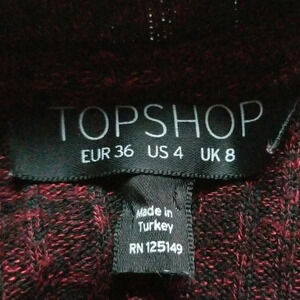 TOPSHOP
EUR 36 US 4 UK 8
Made in
Turkey
RN 125149